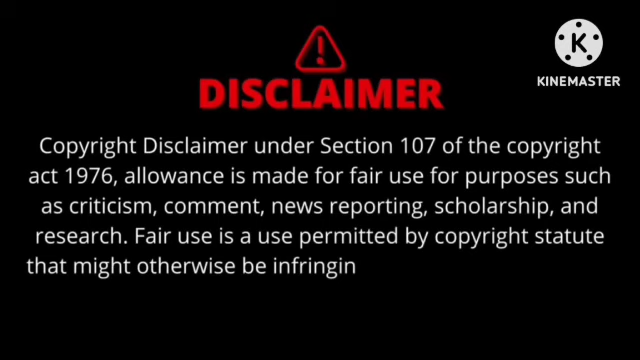 KINEMASTER
DISCLAIMER
Copyright Disclaimer under Section 107 of the copyright
act 1976, allowance is made for fair use for purposes such
as criticism, comment, news reporting, scholarship, and
research. Fair use is a use permitted by copyright statute
that might otherwise be infringin